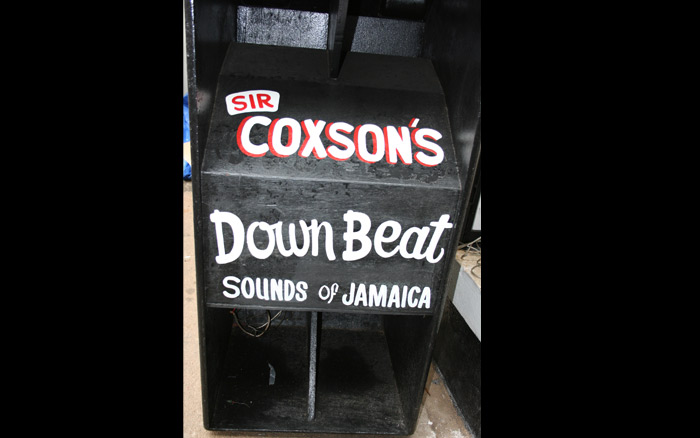 SIR
COXSON'S
Down Beat
SOUNDS of JAMAICA